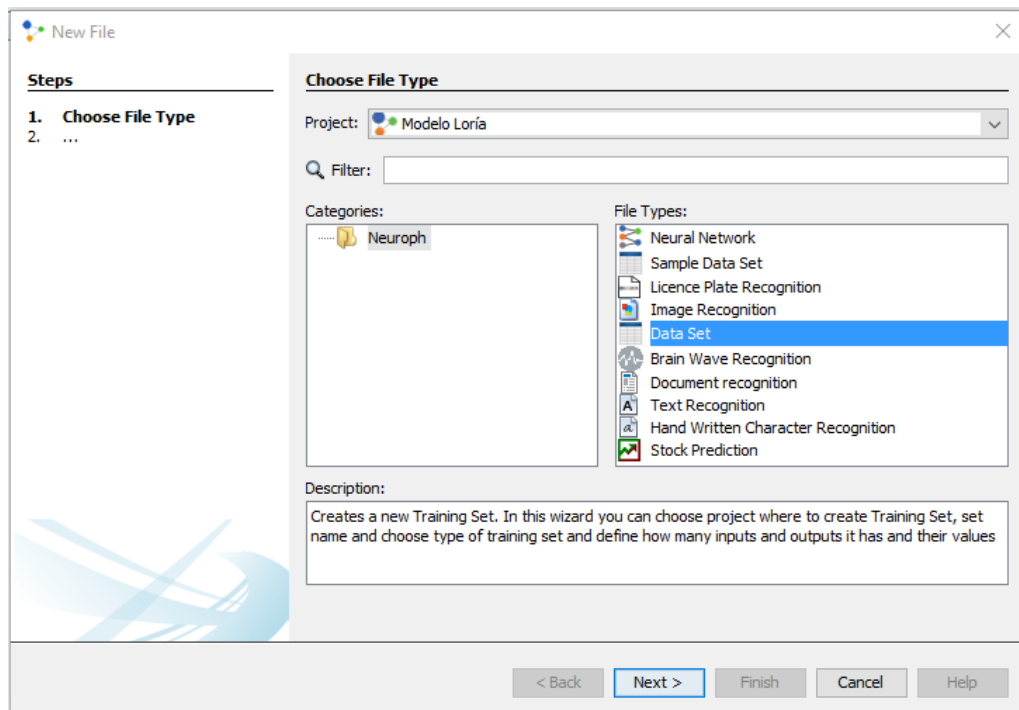 New File
Steps
1. Choose File Type
2. ...
Choose File Type
Project: Modelo Loría
Filter:
Categories:
Neuroph
File Types:
Neural Network
Sample Data Set
Licence Plate Recognition
Image Recognition
Data Set
Brain Wave Recognition
Document recognition
Text Recognition
Hand Written Character Recognition
Stock Prediction
Description:
Creates a new Training Set. In this wizard you can choose project where to create Training Set, set
name and choose type of training set and define how many inputs and outputs it has and their values
< Back Next > Finish Cancel Help